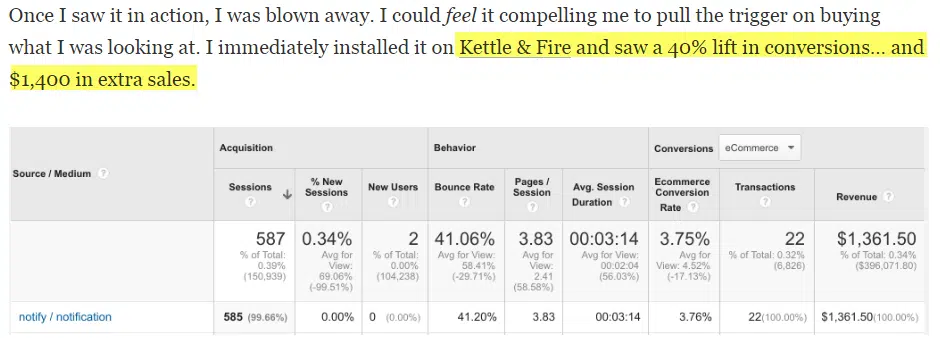 Once I saw it in action, I was blown away. I could feel it compelling me to pull the trigger on buying
what I was looking at. I immediately installed it on Kettle & Fire and saw a 40% lift in conversions... and
$1,400 in extra sales.
Acquisition Behavior Conversions eCommerce
Source / Medium ?
Sessions ? % New Sessions ? New Users ? Bounce Rate ? Pages / Session ? Avg. Session Duration ? Ecommerce Conversion Rate ? Transactions ? Revenue ?
587 0.34% 2 41.06% 3.83 00:03:14 3.75% 22 $1,361.50
% of Total: 0.39% (150,939)
Avg for View: 69.06% (-99.51%)
% of Total: 0.00% (104,238)
Avg for View: 58.41% (-29.71%)
Avg for View: 2.41 (58.58%)
Avg for View: 00:02:04 (56.03%)
Avg for View: 4.52% (-17.13%)
% of Total: 0.32% (6,826)
% of Total: 0.34% ($396,071.80)
notify / notification 585 (99.66%) 0.00% 0 (0.00%) 41.20% 3.83 00:03:14 3.76% 22(100.00%) $1,361.50(100.00%)